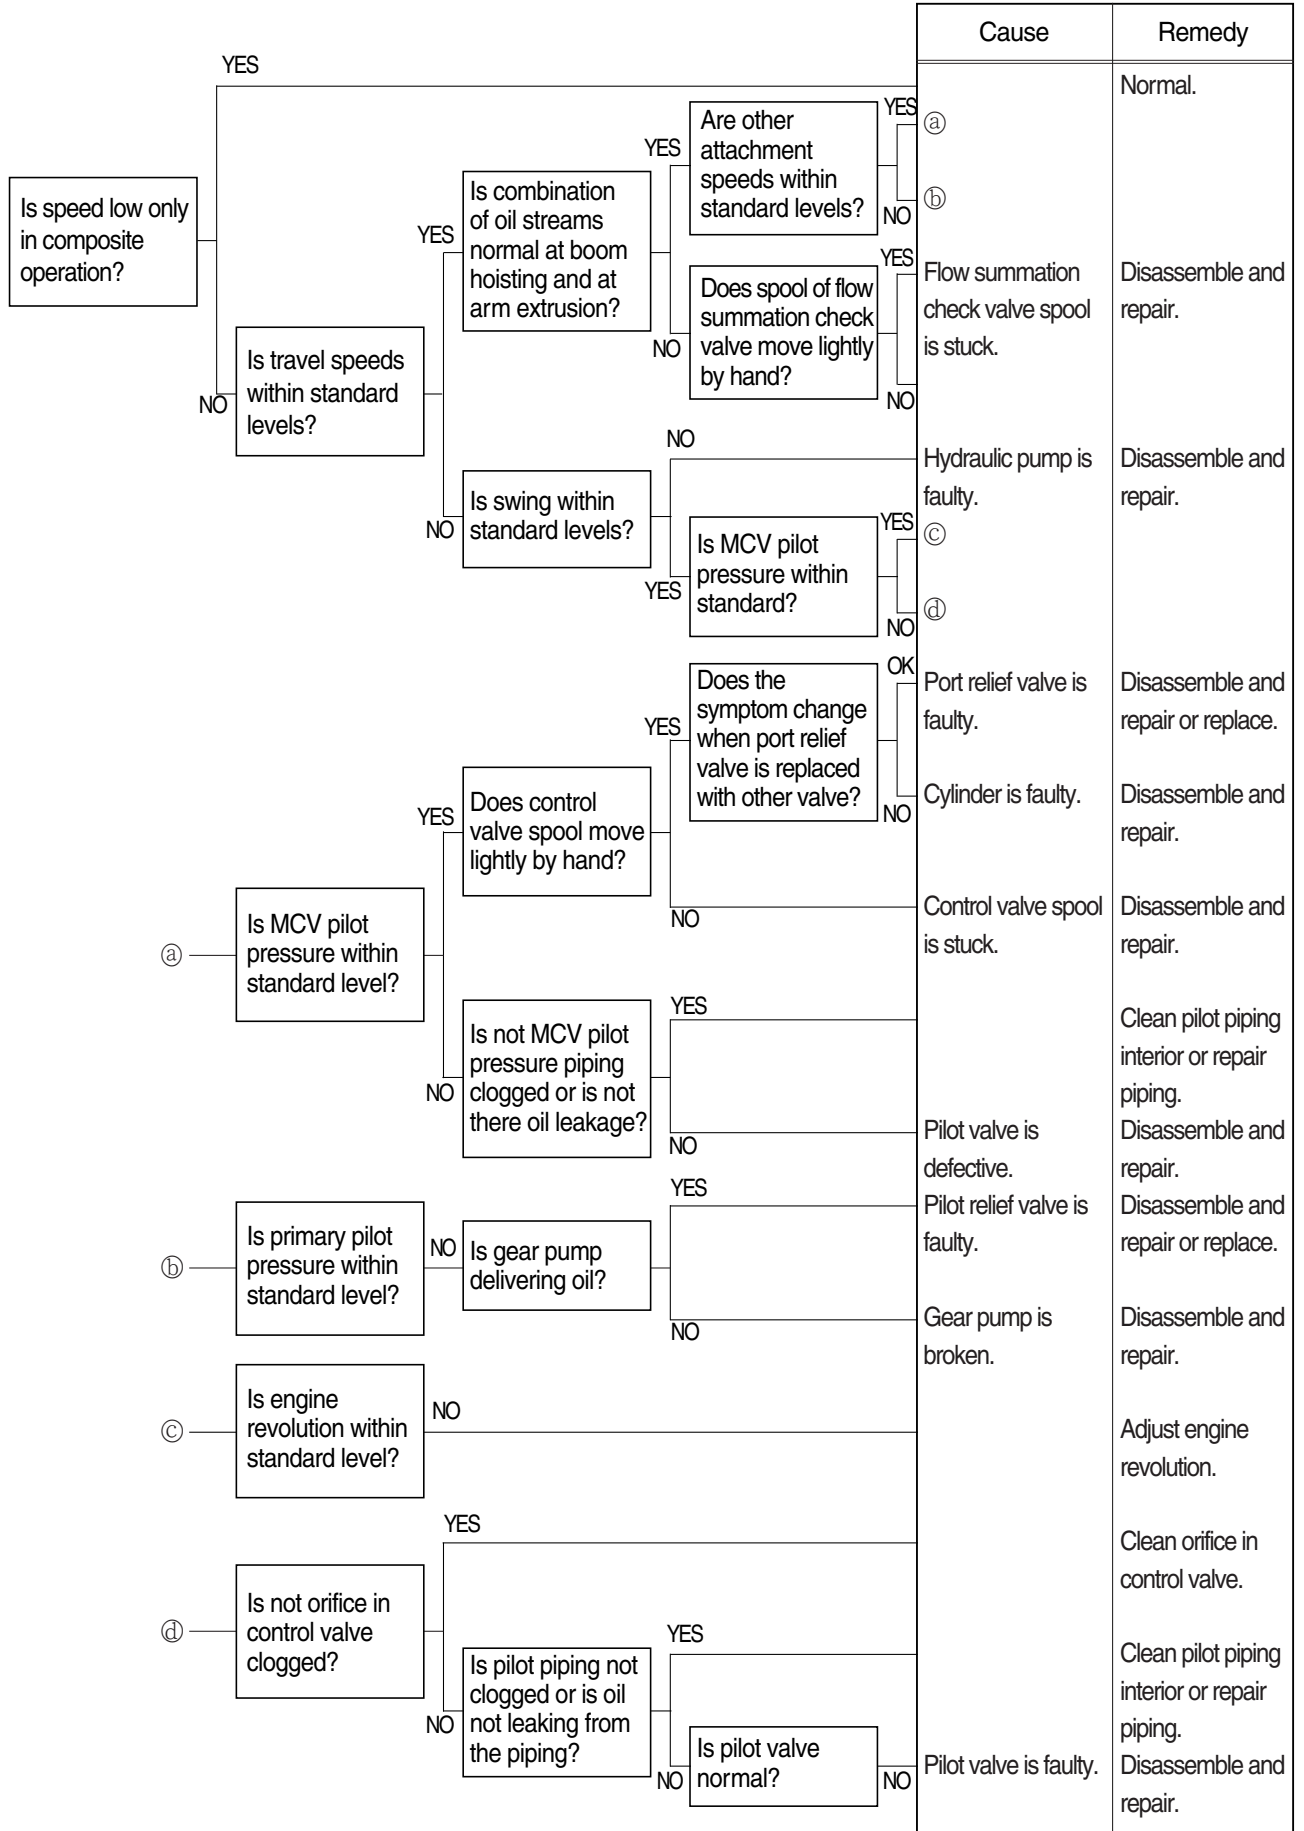 Cause
Remedy
YES
Normal.
Is speed low only
in composite
operation?
NO
Is travel speeds
within standard
levels?
YES
Is combination
of oil streams
normal at boom
hoisting and at
arm extrusion?
YES
Are other
attachment
speeds within
standard levels?
YES
ⓐ
NO
ⓑ
NO
Does spool of flow
summation check
valve move lightly
by hand?
YES
Flow summation
check valve spool
is stuck.
Disassemble and
repair.
NO
NO
Is swing within
standard levels?
NO
Hydraulic pump is
faulty.
Disassemble and
repair.
YES
Is MCV pilot
pressure within
standard?
YES
ⓒ
NO
ⓓ
ⓐ
Is MCV pilot
pressure within
standard level?
YES
Does control
valve spool move
lightly by hand?
YES
Does the
symptom change
when port relief
valve is replaced
with other valve?
OK
Port relief valve is
faulty.
Disassemble and
repair or replace.
NO
Cylinder is faulty.
Disassemble and
repair.
NO
Control valve spool
is stuck.
Disassemble and
repair.
NO
Is not MCV pilot
pressure piping
clogged or is not
there oil leakage?
YES
Clean pilot piping
interior or repair
piping.
NO
Pilot valve is
defective.
Disassemble and
repair.
ⓑ
Is primary pilot
pressure within
standard level?
NO
Is gear pump
delivering oil?
YES
Pilot relief valve is
faulty.
Disassemble and
repair or replace.
NO
Gear pump is
broken.
Disassemble and
repair.
ⓒ
Is engine
revolution within
standard level?
NO
Adjust engine
revolution.
ⓓ
Is not orifice in
control valve
clogged?
YES
Clean orifice in
control valve.
NO
Is pilot piping not
clogged or is oil
not leaking from
the piping?
YES
Clean pilot piping
interior or repair
piping.
NO
Is pilot valve
normal?
NO
Pilot valve is faulty.
Disassemble and
repair.